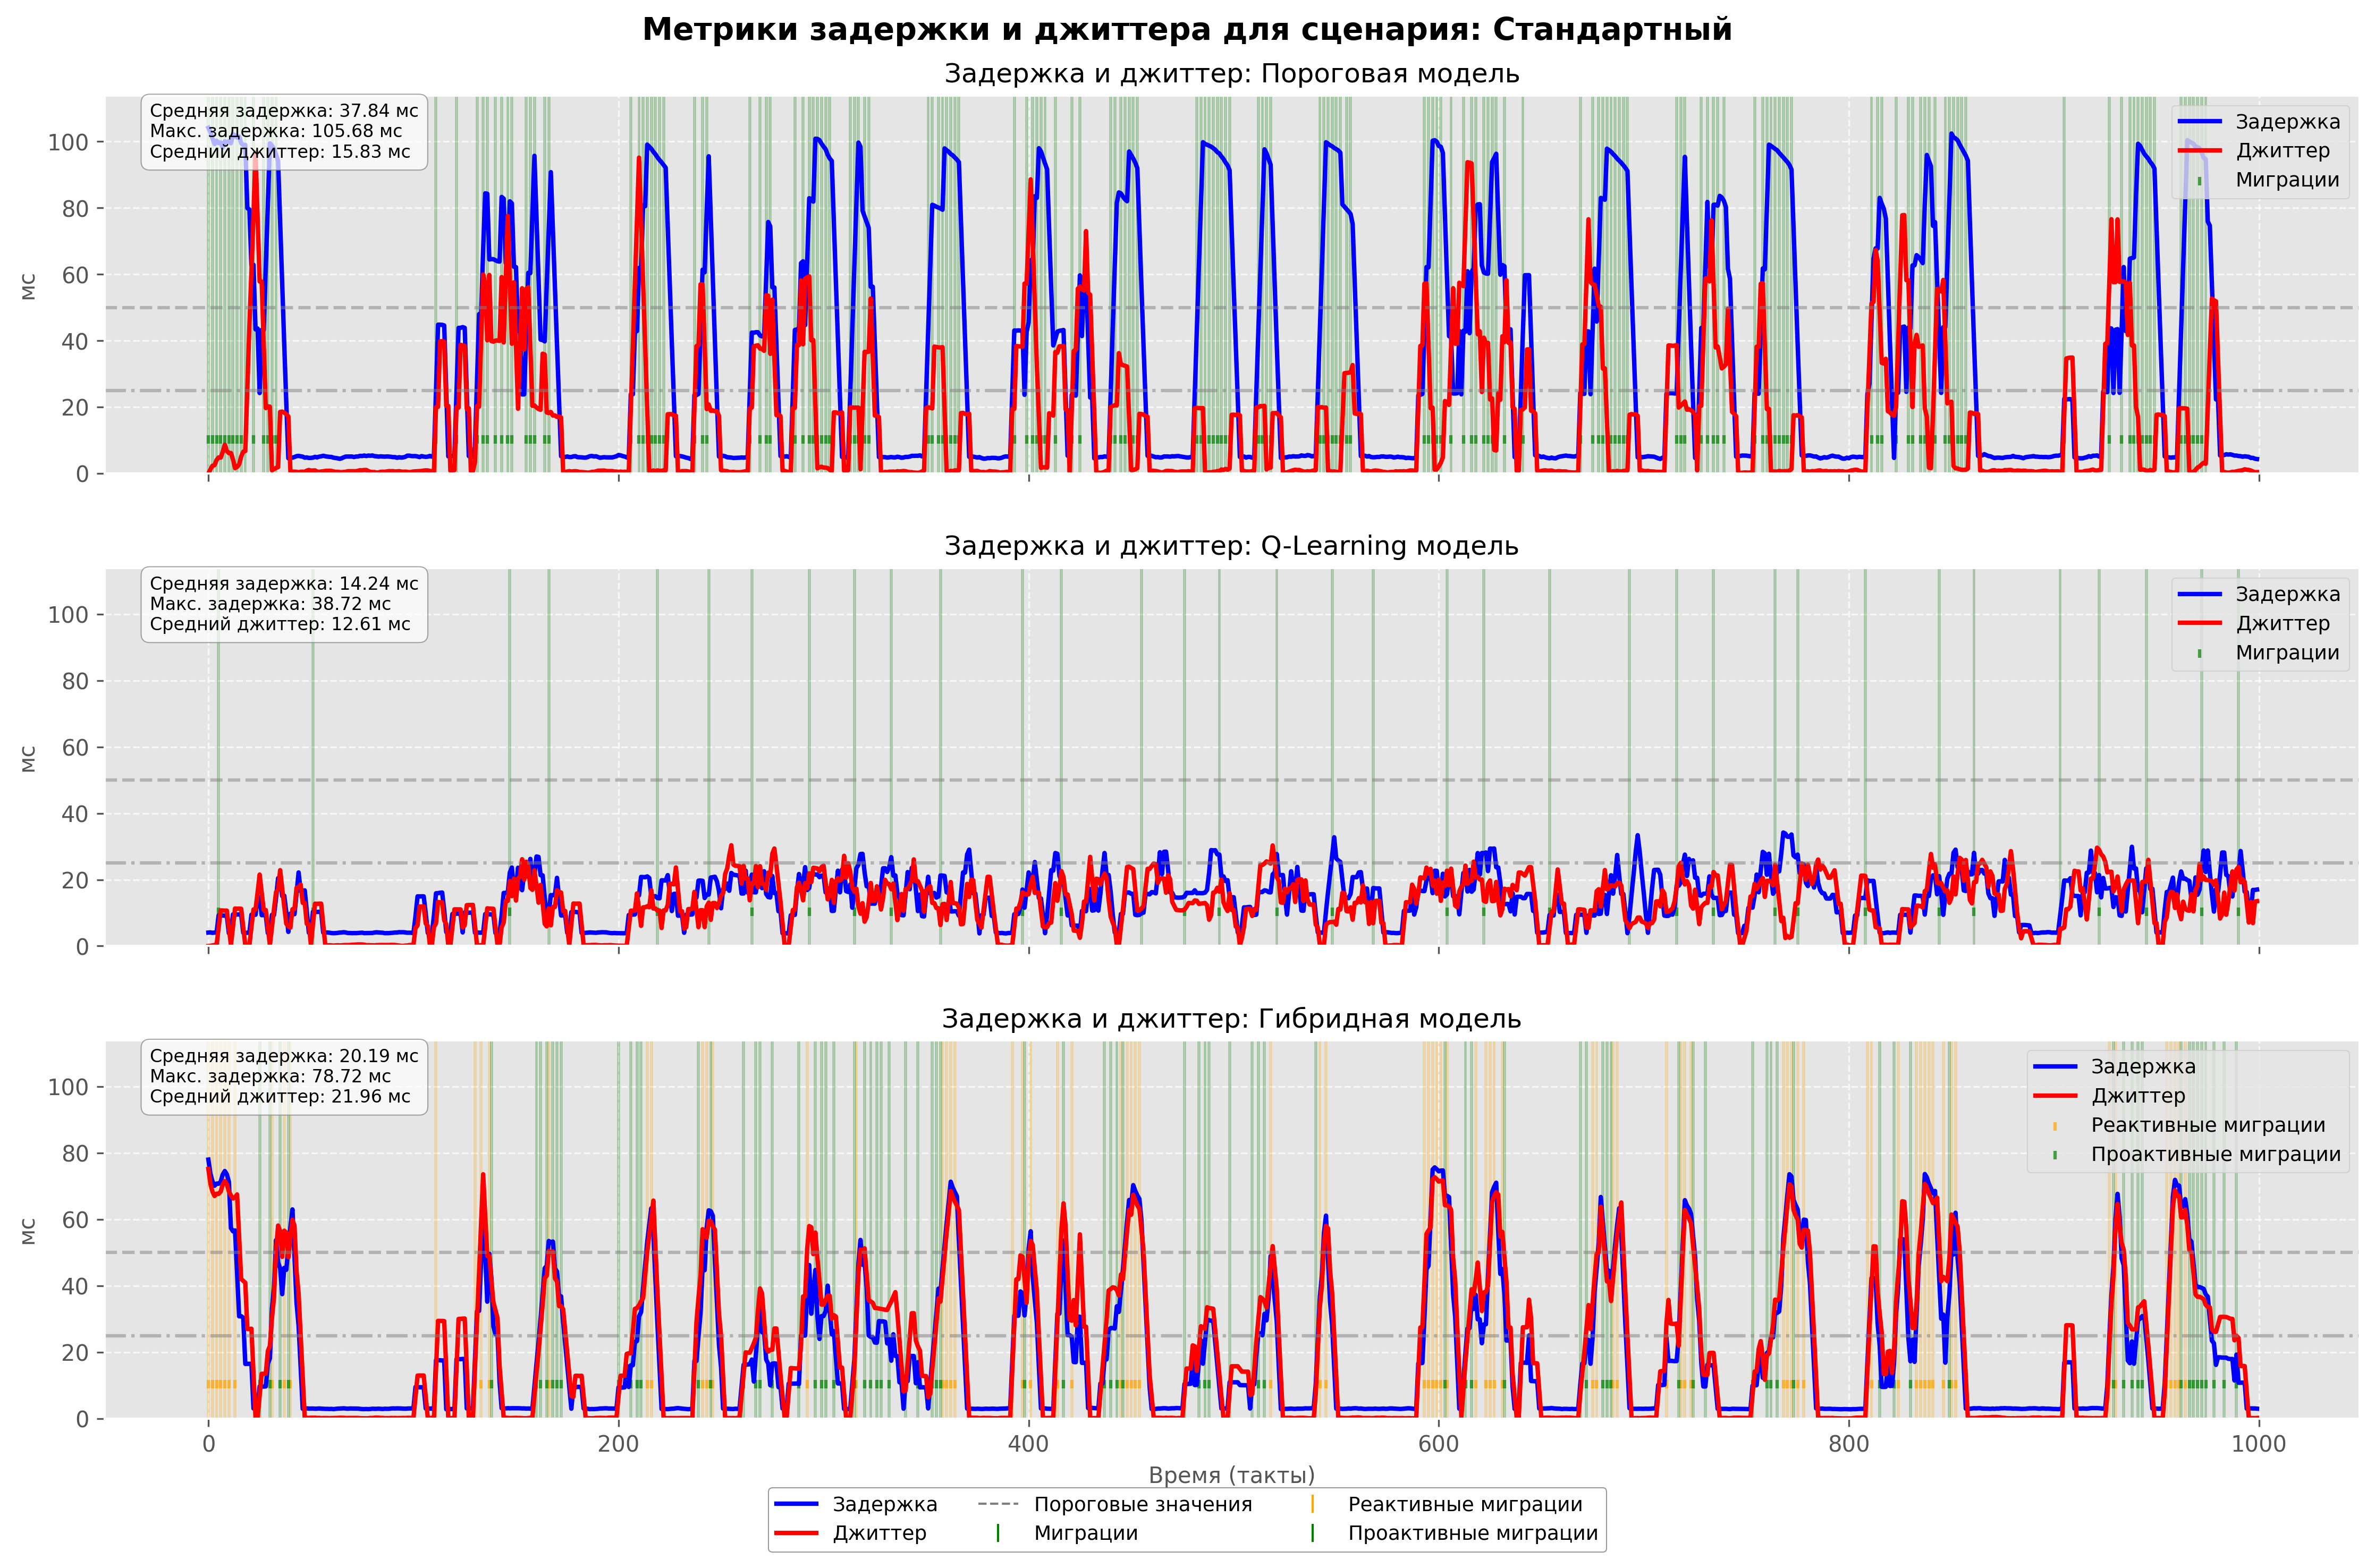 Метрики задержки и джиттера для сценария: Стандартный
Задержка и джиттер: Пороговая модель
Средняя задержка: 37.84 мс
Макс. задержка: 105.68 мс
Средний джиттер: 15.83 мс
Задержка
Джиттер
Миграции
мс
100
80
60
40
20
0
Задержка и джиттер: Q-Learning модель
Средняя задержка: 14.24 мс
Макс. задержка: 38.72 мс
Средний джиттер: 12.61 мс
Задержка
Джиттер
Миграции
мс
100
80
60
40
20
0
Задержка и джиттер: Гибридная модель
Средняя задержка: 20.19 мс
Макс. задержка: 78.72 мс
Средний джиттер: 21.96 мс
Задержка
Джиттер
Реактивные миграции
Проактивные миграции
мс
100
80
60
40
20
0
0 200 400 600 800 1000
Время (такты)
Задержка Пороговые значения Реактивные миграции
Джиттер Миграции Проактивные миграции